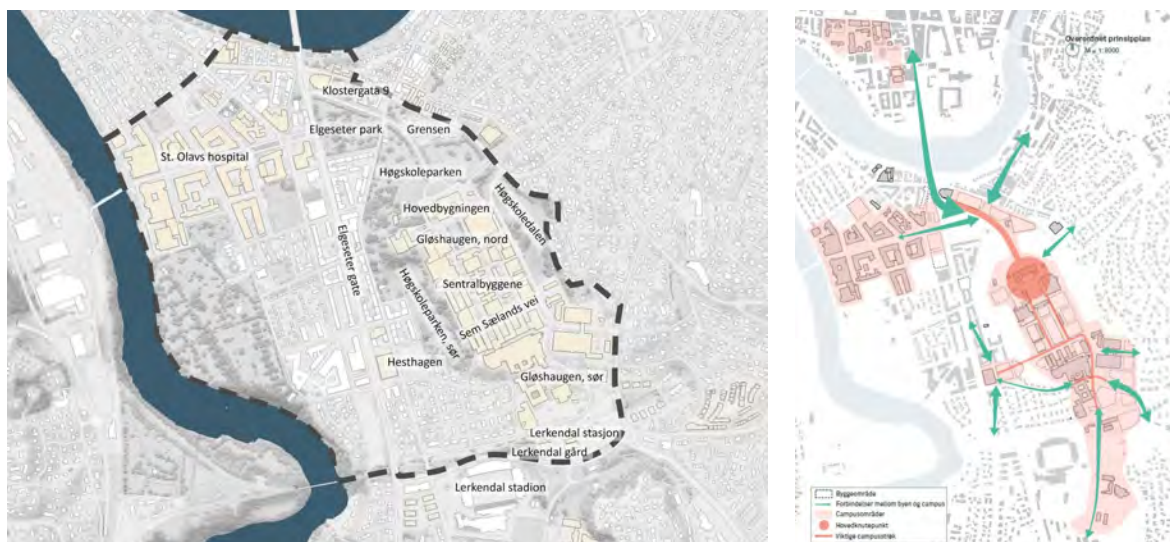 Klostergata 9
Elgeseter park
Grensen
St. Olavs hospital
Høgskoleparken
Høgskoledalen
Hovedbygningen
Gløshaugen, nord
Elgeseter gate
Sentralbyggene
Høgskoleparken, sør
Sem Sælands vei
Hesthagen
Gløshaugen, sør
Lerkendal stasjon
Lerkendal gård
Lerkendal stadion
Overordnet prinsipplan
Byggeområde
Forbindelser mellom byen og campus
Campusområder
Hovedknutepunkt
Viktige campusstrøk